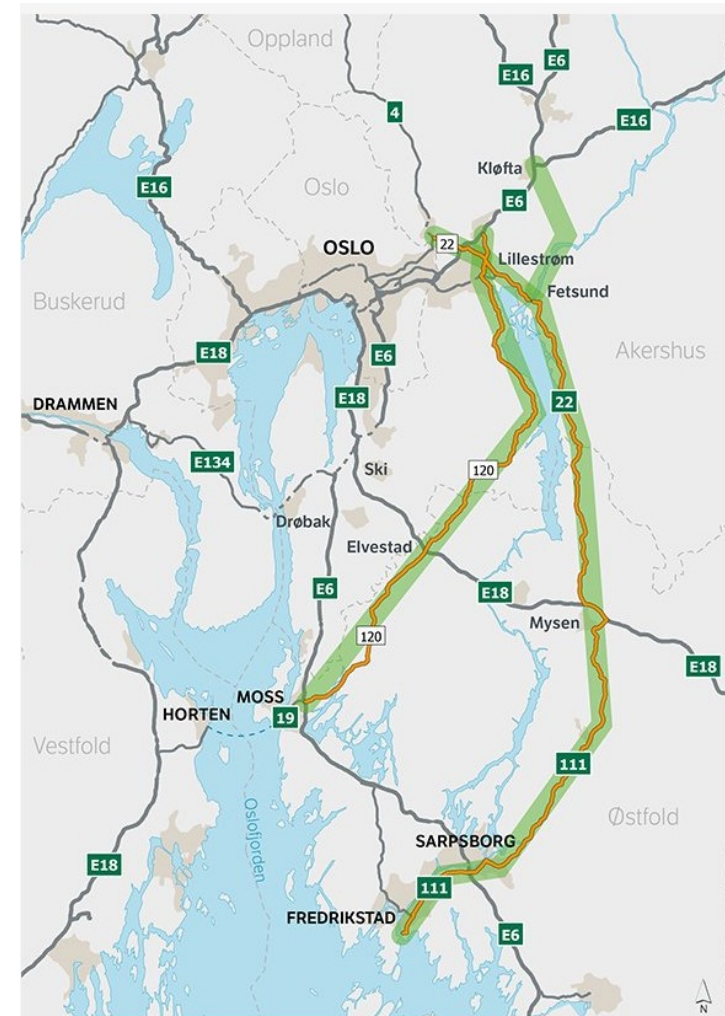 Oppland
E6
E16
4
E16
Kløfta
E16
Oslo
E6
OSLO
22
Lillestrøm
Fetsund
Buskerud
E18
E6
Akershus
E18
22
DRAMMEN
E134
Ski
120
Drøbak
Elvestad
E6
E18
Mysen
120
E18
MOSS
19
HORTEN
Vestfold
111
Oslofjorden
Østfold
SARPSBORG
E18
111
FREDRIKSTAD
E6
N